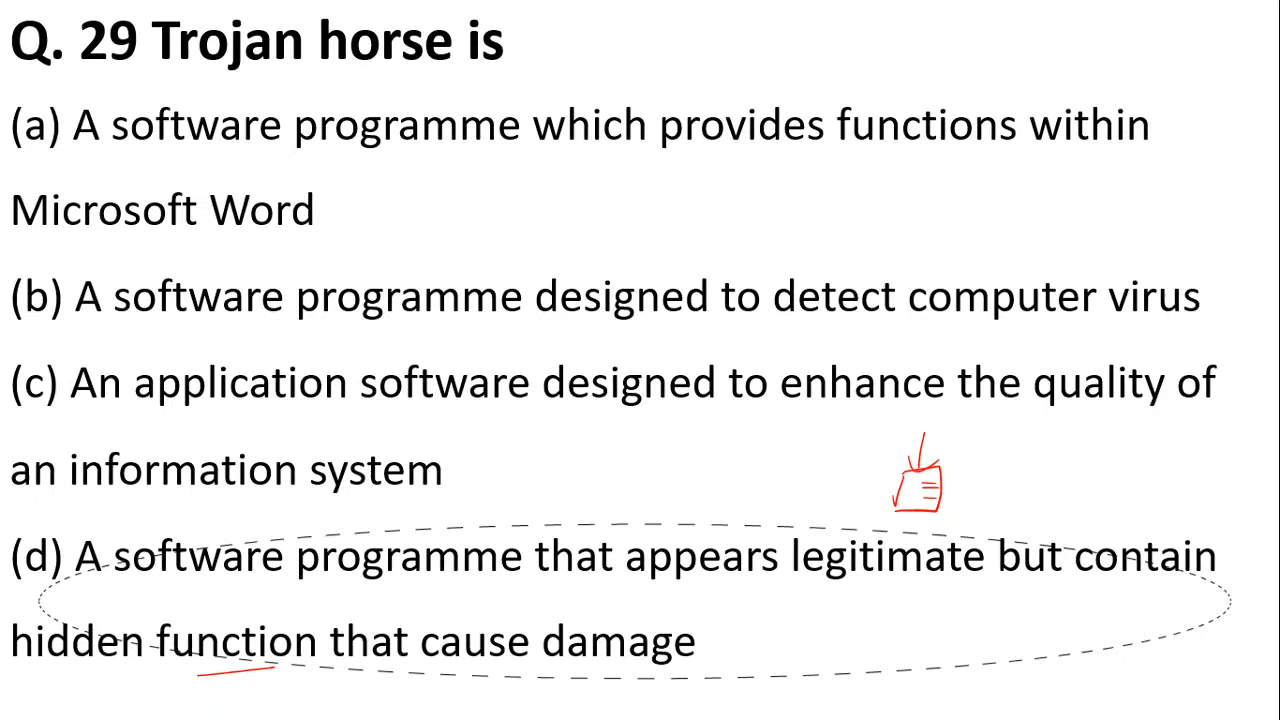 Q. 29 Trojan horse is
(a) A software programme which provides functions within
Microsoft Word
(b) A software programme designed to detect computer virus
(c) An application software designed to enhance the quality of
an information system
(d) A software programme that appears legitimate but contain
hidden function that cause damage